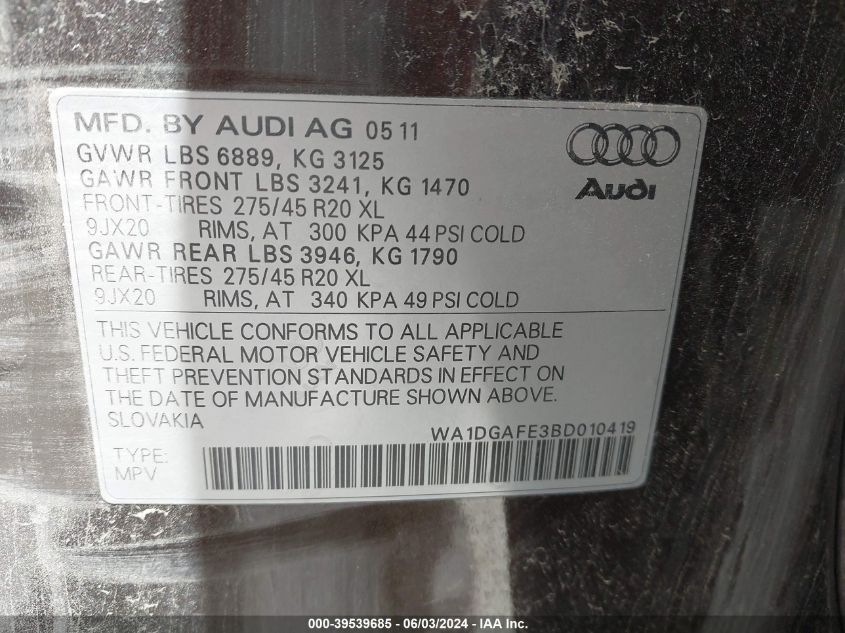 MFD. BY AUDI AG 05 11
GVWR LBS 6889, KG 3125
GAWR FRONT LBS 3241, KG 1470
FRONT-TIRES 275/45 R20 XL
9JX20 RIMS, AT 300 KPA 44 PSI COLD
GAWR REAR LBS 3946, KG 1790
REAR-TIRES 275/45 R20 XL
9JX20 RIMS, AT 340 KPA 49 PSI COLD
Audi
THIS VEHICLE CONFORMS TO ALL APPLICABLE
U.S. FEDERAL MOTOR VEHICLE SAFETY AND
THEFT PREVENTION STANDARDS IN EFFECT ON
THE DATE OF MANUFACTURE SHOWN ABOVE.
SLOVAKIA
WA1DGAFE3BD010419
TYPE:
MPV
000-39539685 - 06/03/2024 - IAA Inc.